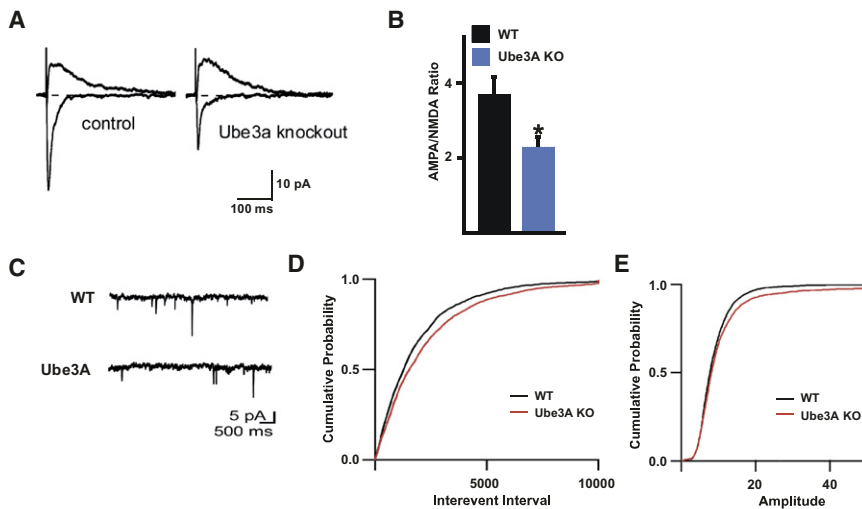 A
control
Ube3a knockout
10 pA
100 ms
B
WT
Ube3A KO
AMPA/NMDA Ratio
4
2
*
C
WT
Ube3A
5 pA
500 ms
D
Cumulative Probability
1.0
0.5
0.0
WT
Ube3A KO
5000
10000
Interevent Interval
E
Cumulative Probability
1.0
0.5
0.0
WT
Ube3A KO
20
40
Amplitude